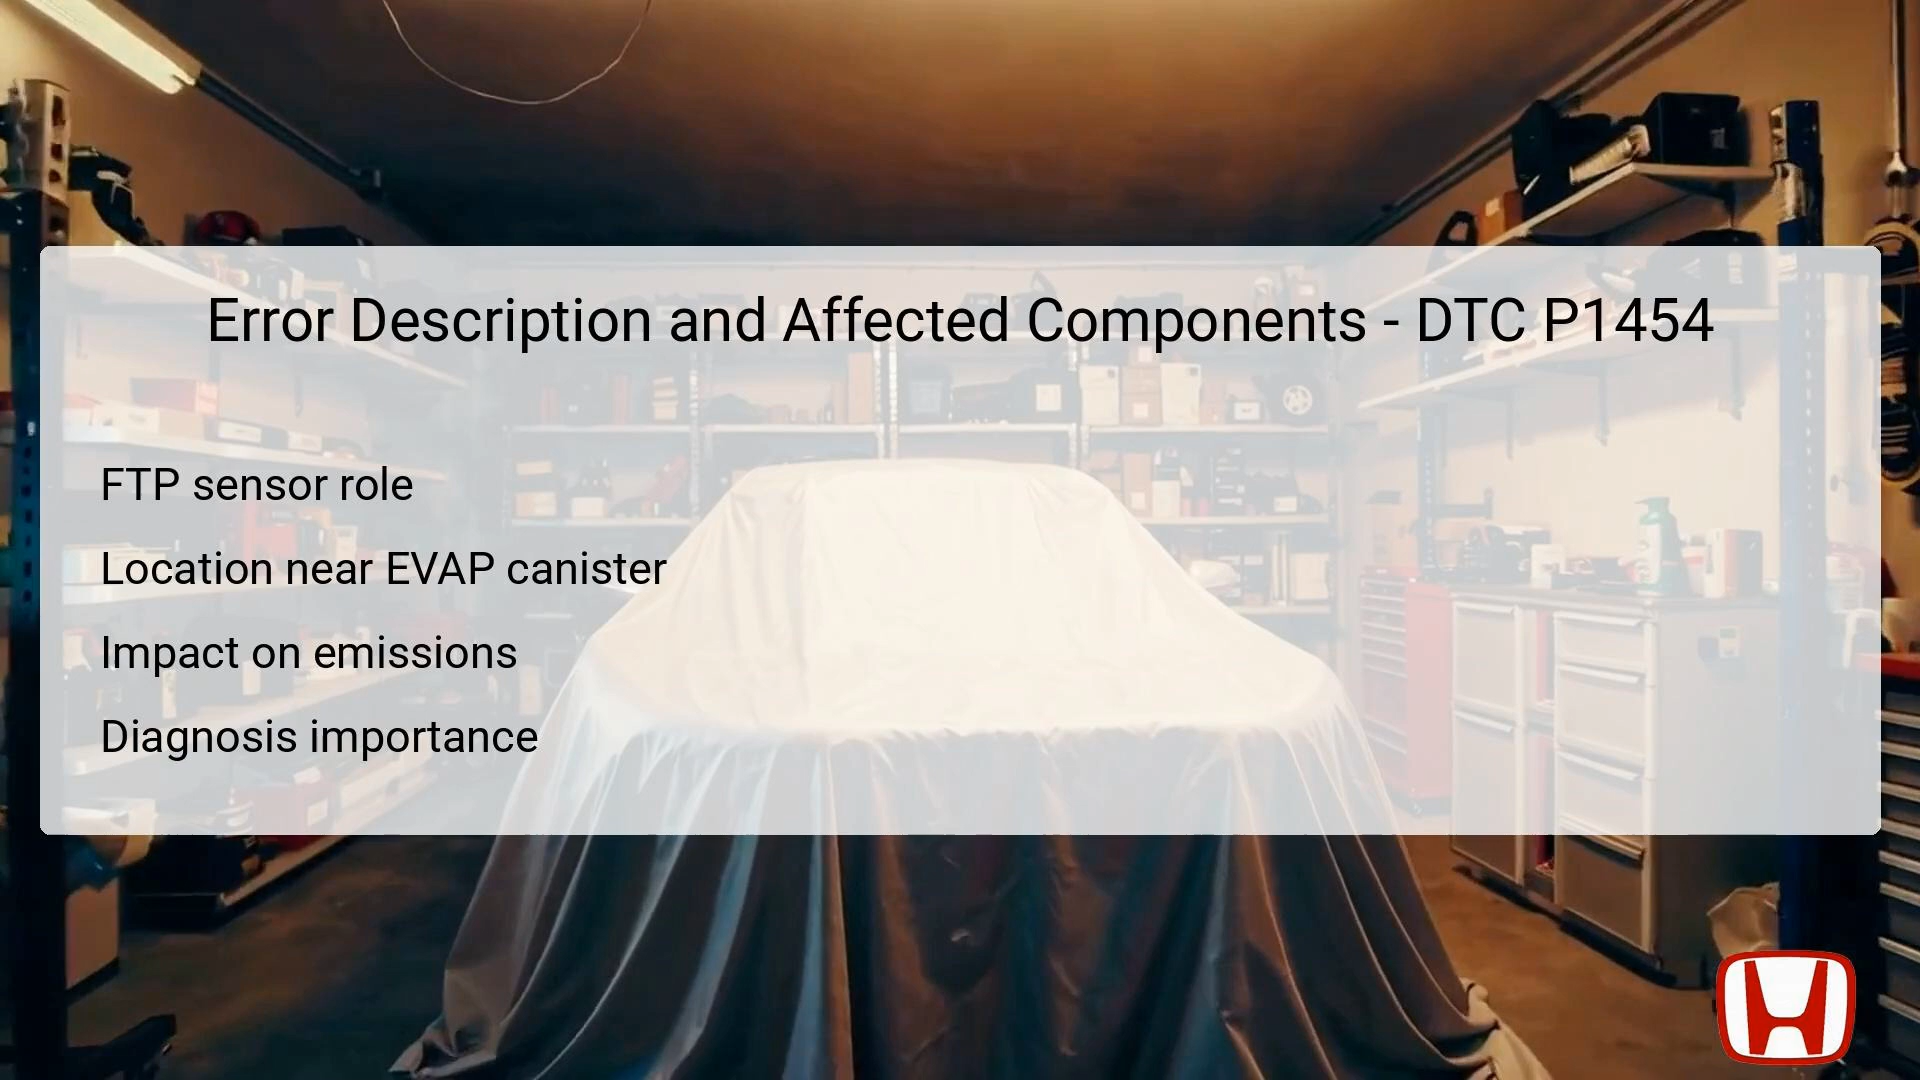 Error Description and Affected Components - DTC P1454
FTP sensor role
Location near EVAP canister
Impact on emissions
Diagnosis importance